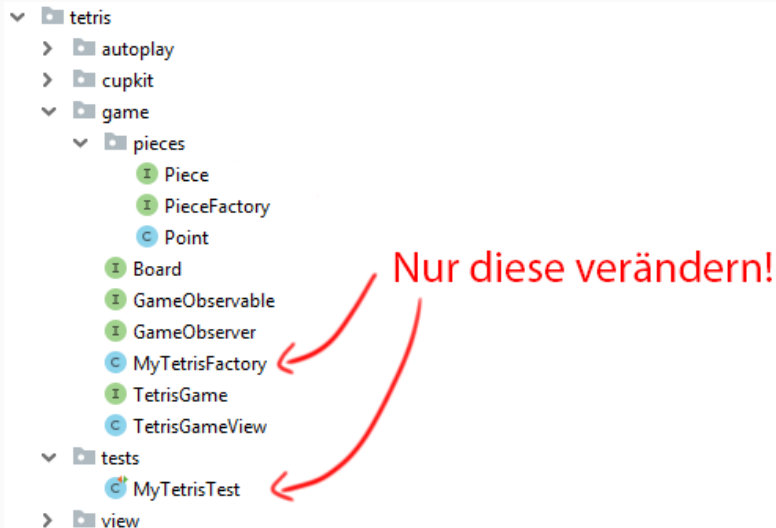 tetris
autoplay
cupkit
game
pieces
I Piece
I PieceFactory
C Point
Nur diese verändern!
I Board
I GameObservable
I GameObserver
C MyTetrisFactory
I TetrisGame
C TetrisGameView
tests
C MyTetrisTest
view